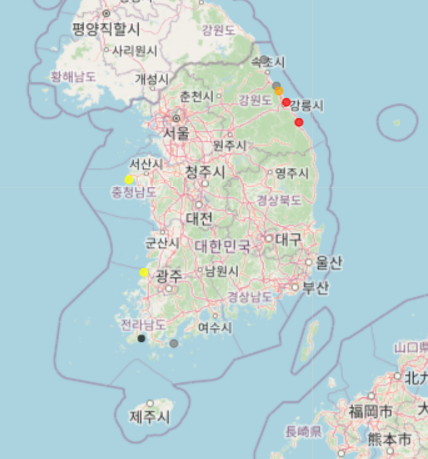 평양직할시
강원도
사리원시
황해남도
개성시
속초시
춘천시
강원도
강릉시
서울
원주시
서산시
청주시
영주시
충청남도
경상북도
대전
군산시
대한민국
대구
울산
광주
남원시
부산
경상남도
전라남도
여수시
山口県
제주시
福岡市
長崎県
熊本市